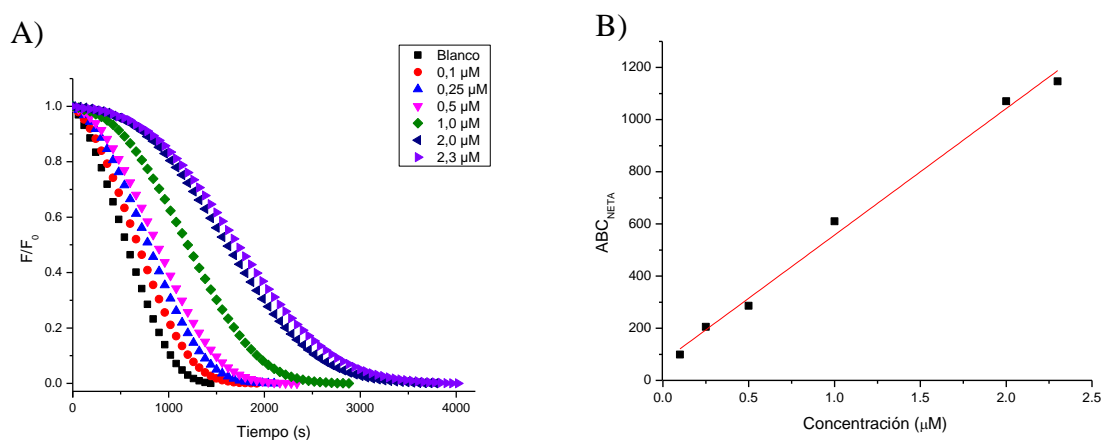 A)
Blanco
0,1 µM
0,25 µM
0,5 µM
1,0 µM
2,0 µM
2,3 µM
1.0
0.8
0.6
0.4
0.2
0.0
F/F0
0 1000 2000 3000 4000
Tiempo (s)
B)
1200
1000
800
600
400
200
0
ABC NETA
0.0 0.5 1.0 1.5 2.0 2.5
Concentración (µM)